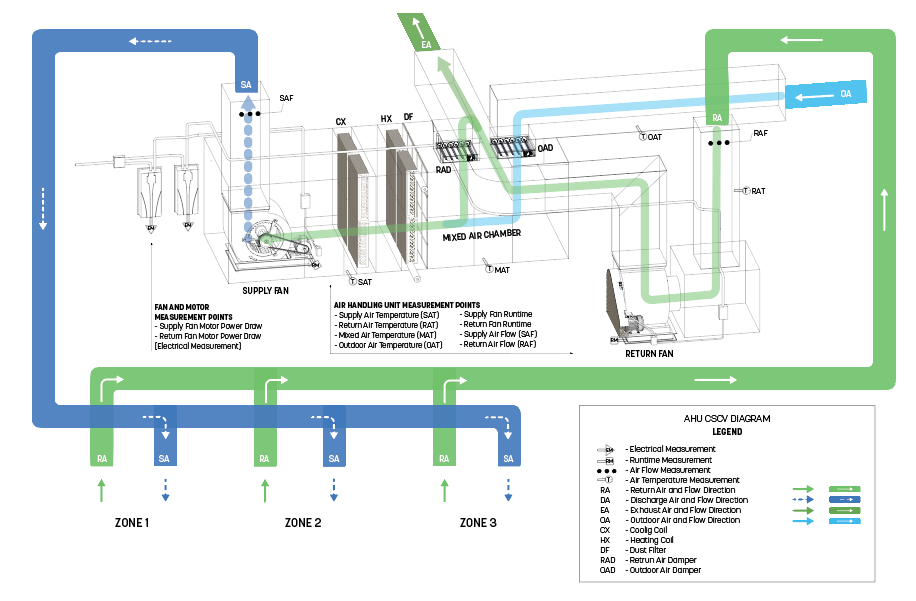 EA
SA
OA
SAF
RA
CX
HX
DF
RAF
OAT
OAD
RAD
RAT
EM
EM
MIXED AIR CHAMBER
RM
MAT
SAT
SUPPLY FAN
FAN AND MOTOR
MEASUREMENT POINTS
- Supply Fan Motor Power Draw
- Return Fan Motor Power Draw
(Electrical Measurement)
AIR HANDLING UNIT MEASUREMENT POINTS
- Supply Air Temperature (SAT)
- Return Air Temperature (RAT)
- Mixed Air Temperature (MAT)
- Outdoor Air Temperature (OAT)
- Supply Fan Runtime
- Return Fan Runtime
- Supply Air Flow (SAF)
- Return Air Flow (RAF)
RM
RETURN FAN
RA
SA
RA
SA
RA
SA
ZONE 1
ZONE 2
ZONE 3
AHU CSCV DIAGRAM
LEGEND
EM - Electrical Measurement
RM - Runtime Measurement
- Air Flow Measurement
T - Air Temperature Measurement
RA - Return Air and Flow Direction
DA - Discharge Air and Flow Direction
EA - Exhaust Air and Flow Direction
OA - Outdoor Air and Flow Direction
CX - Coolig Coil
HX - Heating Coil
DF - Dust Filter
RAD - Retrun Air Damper
OAD - Outdoor Air Damper